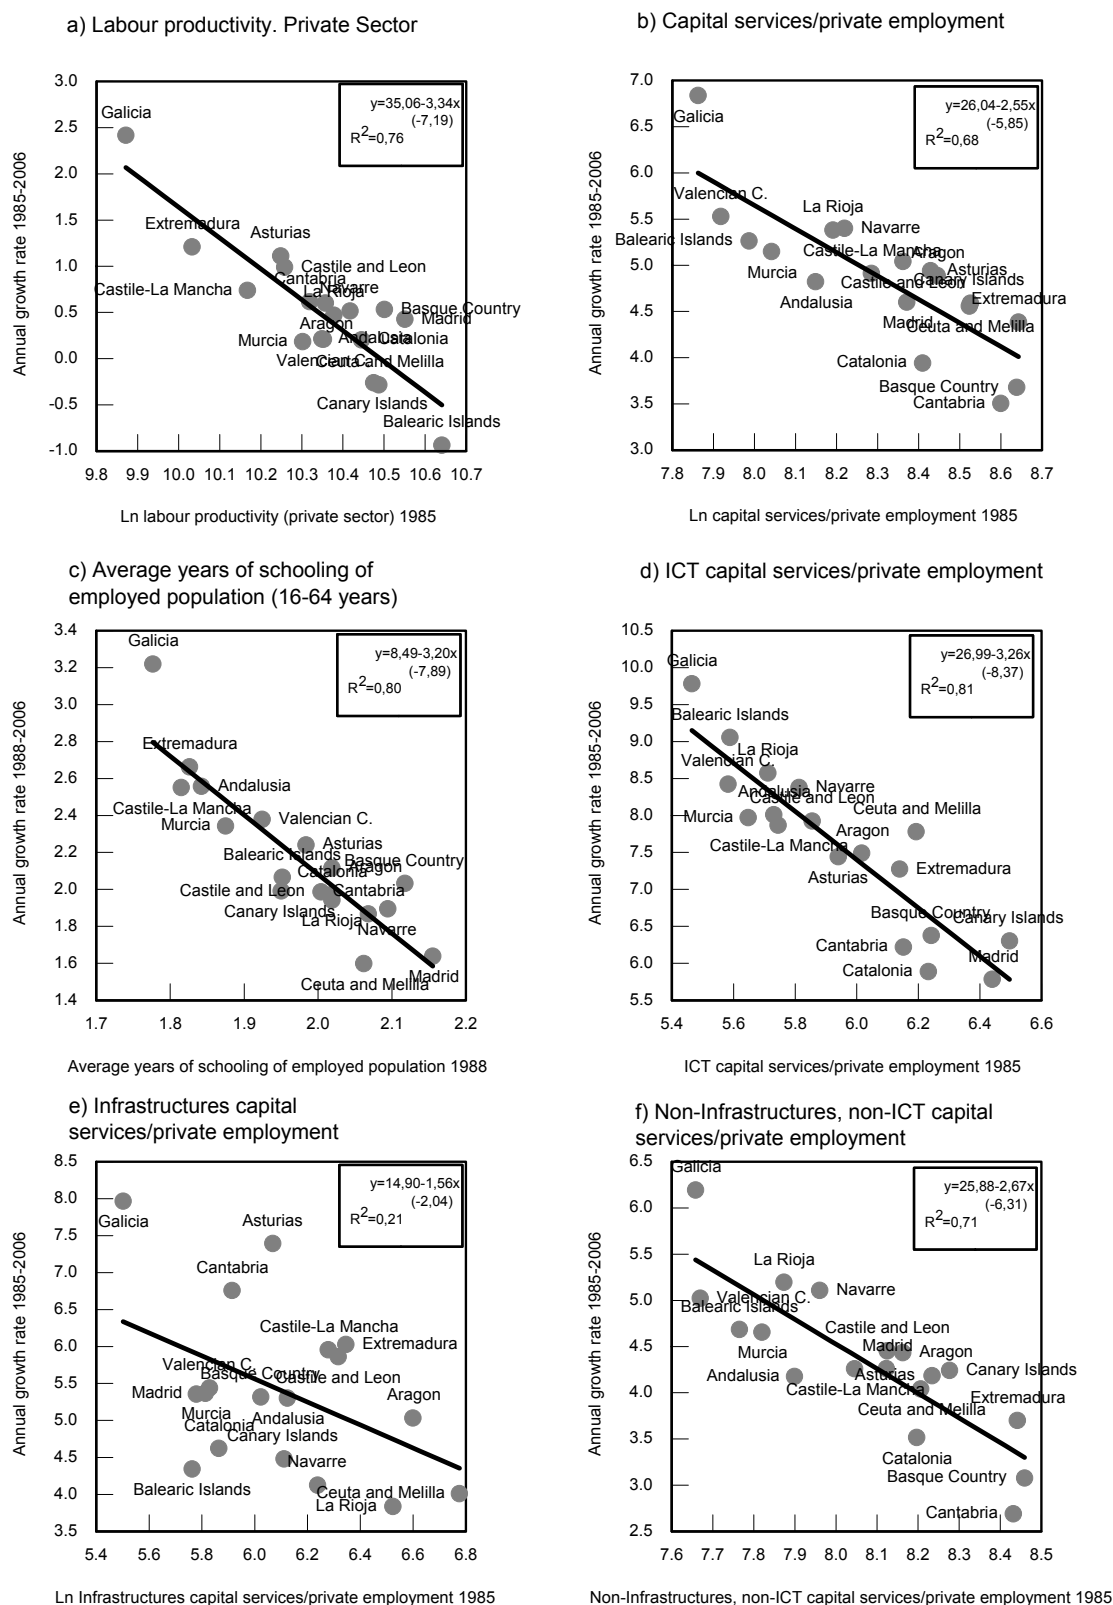 a) Labour productivity. Private Sector
Annual growth rate 1985-2006
3.0
2.5
2.0
1.5
1.0
0.5
0.0
-0.5
-1.0
y=35,06-3,34x
(-7,19)
R2=0,76
Galicia
Extremadura
Asturias
Castile and Leon
Cantabria
Castile-La Mancha
Navarre
La Rioja
Basque Country
Madrid
Aragon
Murcia
Andalusia
Catalonia
Valencian C.
Ceuta and Melilla
Canary Islands
Balearic Islands
9.8 9.9 10.0 10.1 10.2 10.3 10.4 10.5 10.6 10.7
Ln labour productivity (private sector) 1985
b) Capital services/private employment
Annual growth rate 1985-2006
7.0
6.5
6.0
5.5
5.0
4.5
4.0
3.5
3.0
y=26,04-2,55x
(-5,85)
R2=0,68
Galicia
Valencian C.
La Rioja
Navarre
Balearic Islands
Castile-La Mancha
Aragon
Murcia
Asturias
Castile and Leon
Canary Islands
Andalusia
Extremadura
Madrid
Ceuta and Melilla
Catalonia
Basque Country
Cantabria
7.8 7.9 8.0 8.1 8.2 8.3 8.4 8.5 8.6 8.7
Ln capital services/private employment 1985
c) Average years of schooling of
employed population (16-64 years)
Annual growth rate 1988-2006
3.4
3.2
3.0
2.8
2.6
2.4
2.2
2.0
1.8
1.6
1.4
y=8,49-3,20x
(-7,89)
R2=0,80
Galicia
Extremadura
Andalusia
Castile-La Mancha
Murcia
Valencian C.
Asturias
Balearic Islands
Basque Country
Catalonia
Aragon
Castile and Leon
Cantabria
Canary Islands
La Rioja
Navarre
Madrid
Ceuta and Melilla
1.7 1.8 1.9 2.0 2.1 2.2
Average years of schooling of employed population 1988
d) ICT capital services/private employment
Annual growth rate 1985-2006
10.5
10.0
9.5
9.0
8.5
8.0
7.5
7.0
6.5
6.0
5.5
y=26,99-3,26x
(-8,37)
R2=0,81
Galicia
Balearic Islands
La Rioja
Valencian C.
Navarre
Andalusia
Castile and Leon
Ceuta and Melilla
Murcia
Aragon
Castile-La Mancha
Asturias
Extremadura
Basque Country
Canary Islands
Cantabria
Madrid
Catalonia
5.4 5.6 5.8 6.0 6.2 6.4 6.6
ICT capital services/private employment 1985
e) Infrastructures capital
services/private employment
Annual growth rate 1985-2006
8.5
8.0
7.5
7.0
6.5
6.0
5.5
5.0
4.5
4.0
3.5
y=14,90-1,56x
(-2,04)
R2=0,21
Galicia
Asturias
Cantabria
Castile-La Mancha
Extremadura
Valencian C.
Basque Country
Castile and Leon
Madrid
Aragon
Murcia
Andalusia
Catalonia
Canary Islands
Navarre
Balearic Islands
Ceuta and Melilla
La Rioja
5.4 5.6 5.8 6.0 6.2 6.4 6.6 6.8
Ln Infrastructures capital services/private employment 1985
f) Non-Infrastructures, non-ICT capital
services/private employment
Annual growth rate 1985-2006
6.5
6.0
5.5
5.0
4.5
4.0
3.5
3.0
2.5
y=25,88-2,67x
(-6,31)
R2=0,71
Galicia
La Rioja
Navarre
Valencian C.
Balearic Islands
Castile and Leon
Murcia
Madrid
Aragon
Andalusia
Asturias
Canary Islands
Castile-La Mancha
Extremadura
Ceuta and Melilla
Catalonia
Basque Country
Cantabria
7.6 7.7 7.8 7.9 8.0 8.1 8.2 8.3 8.4 8.5
Non-Infrastructures, non-ICT capital services/private employment 1985